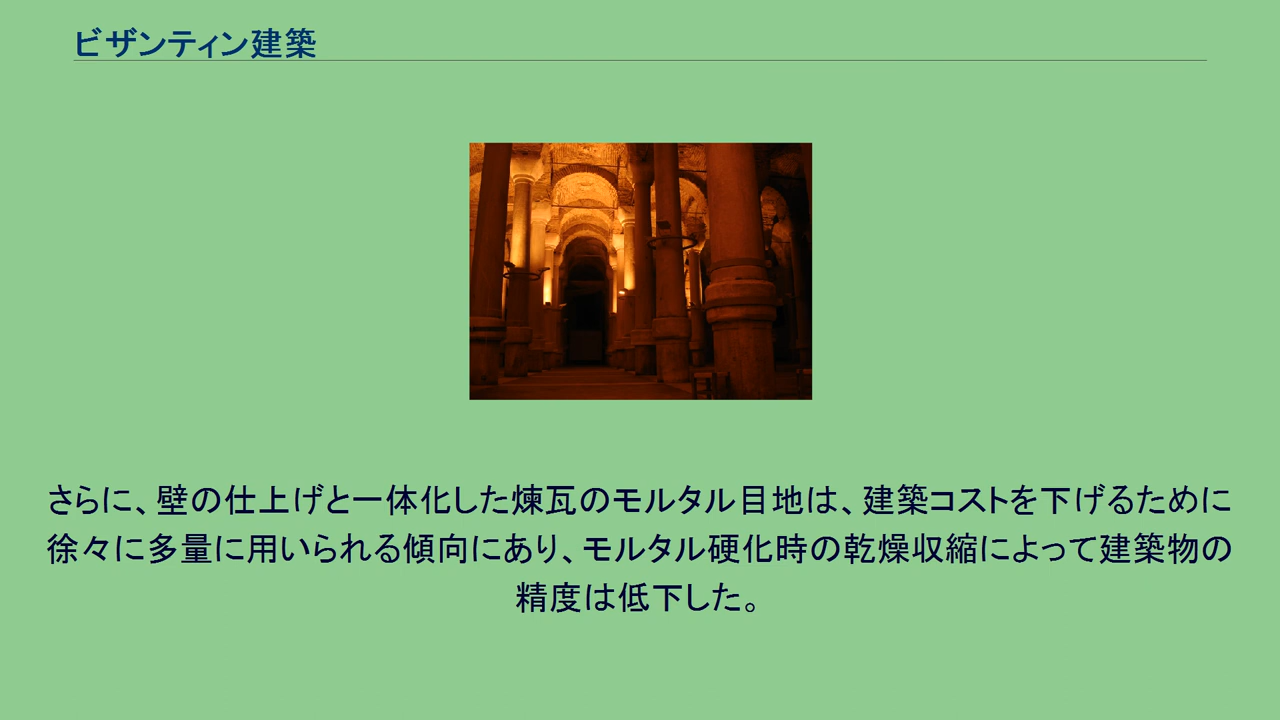 ビザンティン建築
さらに、壁の仕上げと一体化した煉瓦のモルタル目地は、建築コストを下げるために
徐々に多量に用いられる傾向にあり、モルタル硬化時の乾燥収縮によって建築物の
精度は低下した。